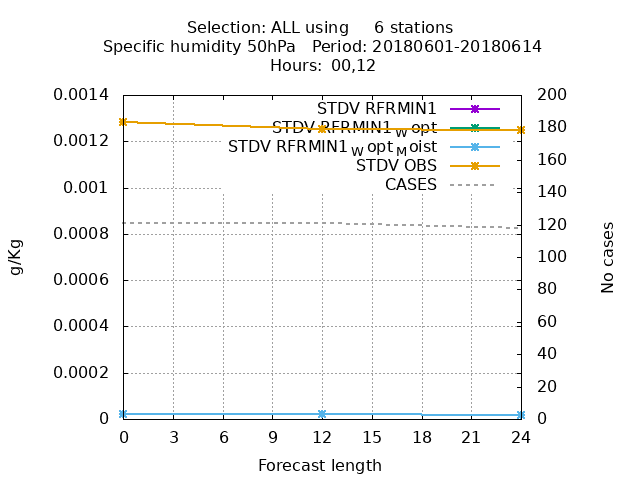 Selection: ALL using 6 stations
Specific humidity 50hPa Period: 20180601-20180614
Hours: 00,12
0.0014
0.0012
0.001
0.0008
0.0006
0.0004
0.0002
0
g/Kg
STDV RFRMIN1
STDV RFRMIN1_W opt
STDV RFRMIN1_W opt_M oist
STDV OBS
CASES
200
180
160
140
120
100
80
60
40
20
0
No cases
0 3 6 9 12 15 18 21 24
Forecast length